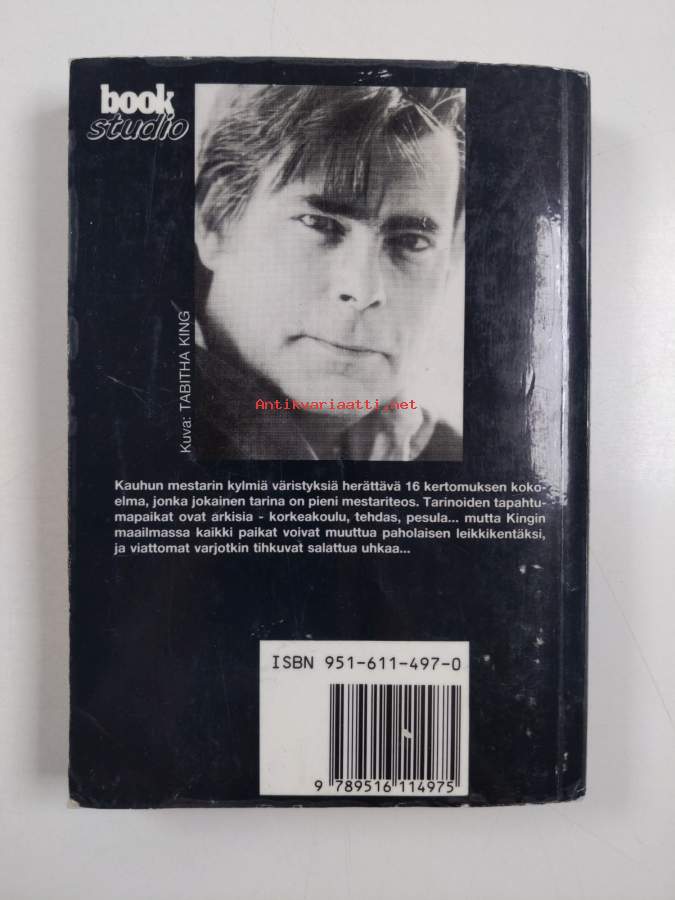 book
studio
Kuva: TABITHA KING
Antikvariaatti.net
Kauhun mestarin kylmiä väristyksiä herättävä 16 kertomuksen koko-
elma, jonka jokainen tarina on pieni mestariteos. Tarinoiden tapahtu-
mapaikat ovat arkisia - korkeakoulu, tehdas, pesula... mutta Kingin
maailmassa kaikki paikat voivat muuttua paholaisen leikkikentäksi,
ja viattomat varjotkin tihkuvat salattua uhkaa...
ISBN 951-611-497-0
9 789516 114975